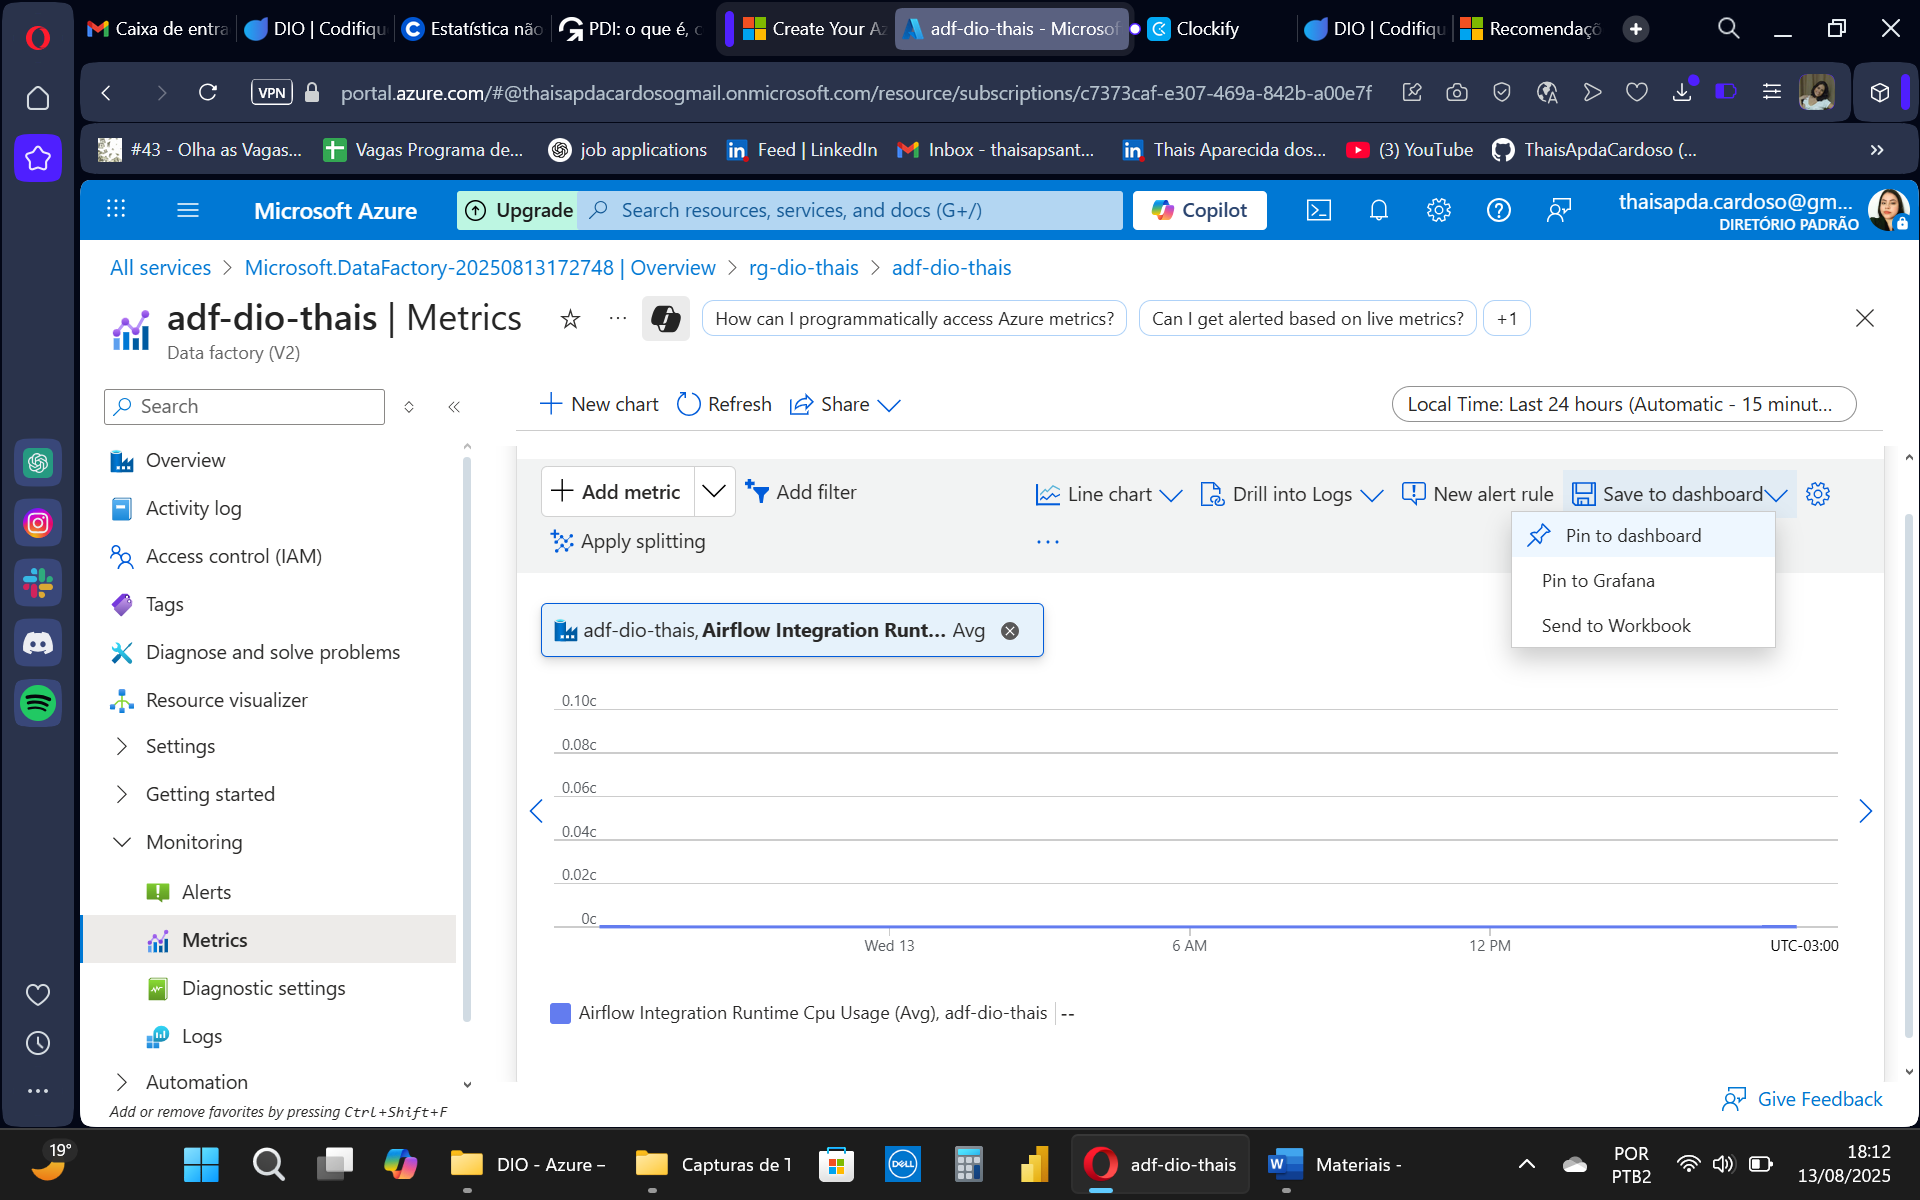 Caixa de entra
DIO | Codifiqu
Estatística não
PDI: o que é, c
Create Your Az
adf-dio-thais - Microsof
Clockify
DIO | Codifiqu
Recomendaçõ
VPN
portal.azure.com/#@thaisapdacardosogmail.onmicrosoft.com/resource/subscriptions/c7373caf-e307-469a-842b-a00e7f
#43 - Olha as Vagas...
Vagas Programa de...
job applications
Feed | LinkedIn
Inbox - thaisapsant...
Thais Aparecida dos...
(3) YouTube
ThaisApdaCardoso (...
Microsoft Azure
Upgrade
Search resources, services, and docs (G+/)
Copilot
thaisapda.cardoso@gm...
DIRETÓRIO PADRÃO
All services > Microsoft.DataFactory-20250813172748 | Overview > rg-dio-thais > adf-dio-thais
adf-dio-thais | Metrics
Data factory (V2)
How can I programmatically access Azure metrics?
Can I get alerted based on live metrics?
+1
Search
New chart
Refresh
Share
Local Time: Last 24 hours (Automatic - 15 minut...
Overview
Activity log
Access control (IAM)
Tags
Diagnose and solve problems
Resource visualizer
Settings
Getting started
Monitoring
Alerts
Metrics
Diagnostic settings
Logs
Automation
Add or remove favorites by pressing Ctrl+Shift+F
Add metric
Add filter
Line chart
Drill into Logs
New alert rule
Save to dashboard
Apply splitting
...
Pin to dashboard
Pin to Grafana
Send to Workbook
adf-dio-thais, Airflow Integration Runt... Avg
0.10c
0.08c
0.06c
0.04c
0.02c
0c
Wed 13
6 AM
12 PM
UTC-03:00
Airflow Integration Runtime Cpu Usage (Avg), adf-dio-thais | --
Give Feedback
19°
DIO - Azure –
Capturas de T
DELL
adf-dio-thais
Materiais -
POR
PTB2
18:12
13/08/2025